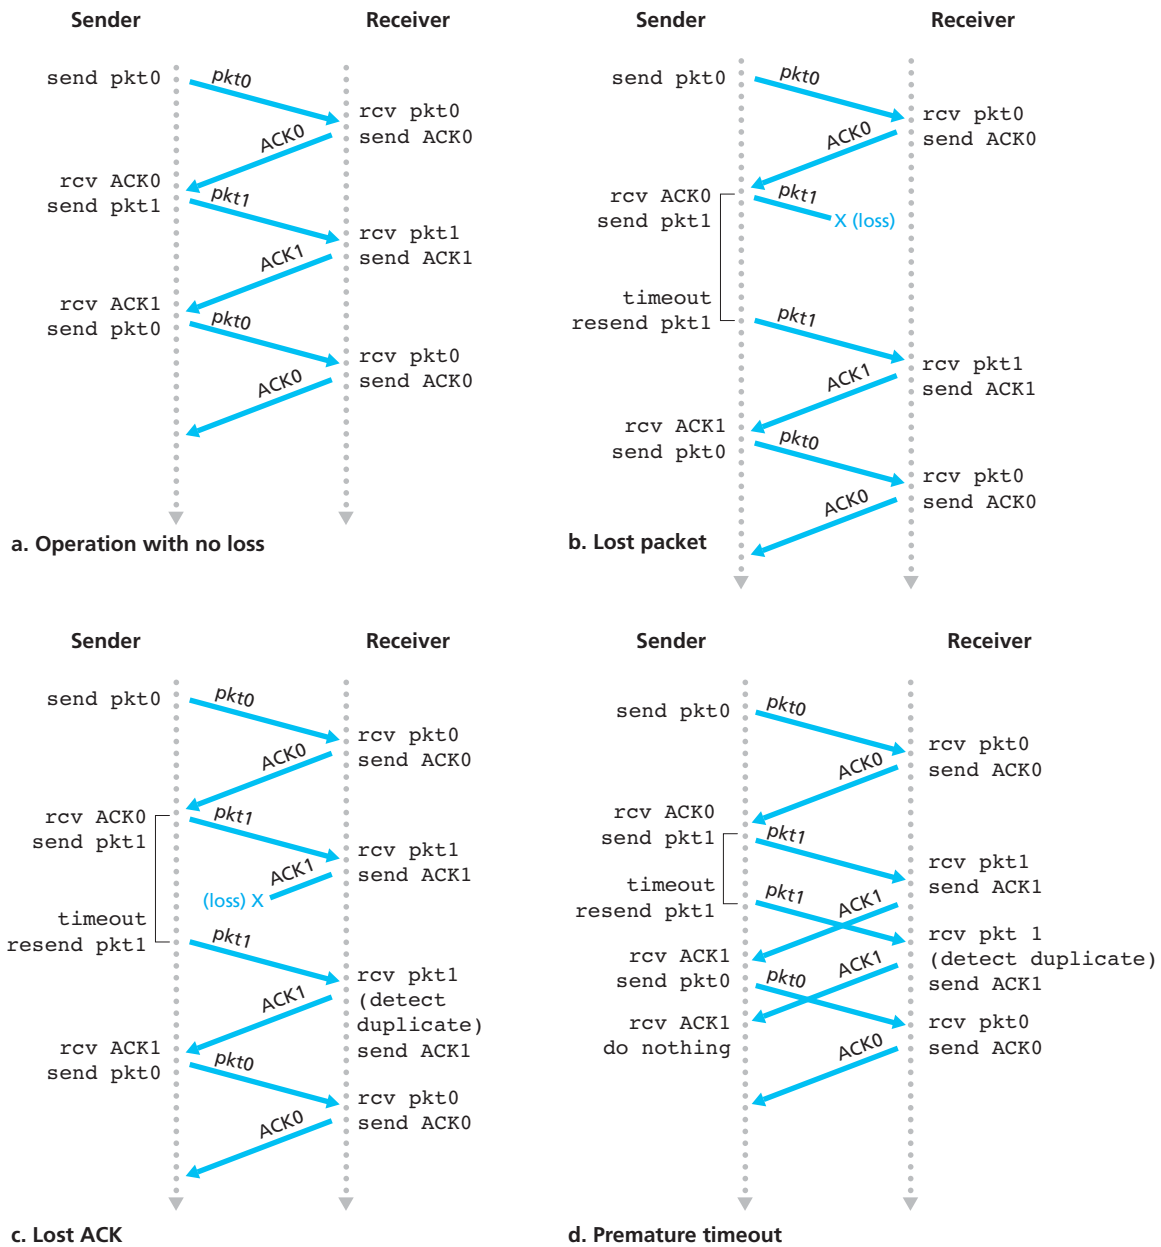 Sender
Receiver
send pkt0
pkt0
rcv pkt0
send ACK0
ACK0
rcv ACK0
send pkt1
pkt1
rcv pkt1
send ACK1
ACK1
rcv ACK1
send pkt0
pkt0
rcv pkt0
send ACK0
ACK0
a. Operation with no loss
Sender
Receiver
send pkt0
pkt0
rcv pkt0
send ACK0
ACK0
rcv ACK0
send pkt1
pkt1
X (loss)
timeout
resend pkt1
pkt1
rcv pkt1
send ACK1
ACK1
rcv ACK1
send pkt0
pkt0
rcv pkt0
send ACK0
ACK0
b. Lost packet
Sender
Receiver
send pkt0
pkt0
rcv pkt0
send ACK0
ACK0
rcv ACK0
send pkt1
pkt1
rcv pkt1
send ACK1
ACK1
(loss) X
timeout
resend pkt1
pkt1
rcv pkt1
(detect
duplicate)
send ACK1
ACK1
rcv ACK1
send pkt0
pkt0
rcv pkt0
send ACK0
ACK0
c. Lost ACK
Sender
Receiver
send pkt0
pkt0
rcv pkt0
send ACK0
ACK0
rcv ACK0
send pkt1
pkt1
rcv pkt1
send ACK1
ACK1
timeout
resend pkt1
pkt1
rcv pkt 1
(detect duplicate)
send ACK1
ACK1
rcv ACK1
send pkt0
pkt0
rcv ACK1
do nothing
rcv pkt0
send ACK0
ACK0
d. Premature timeout